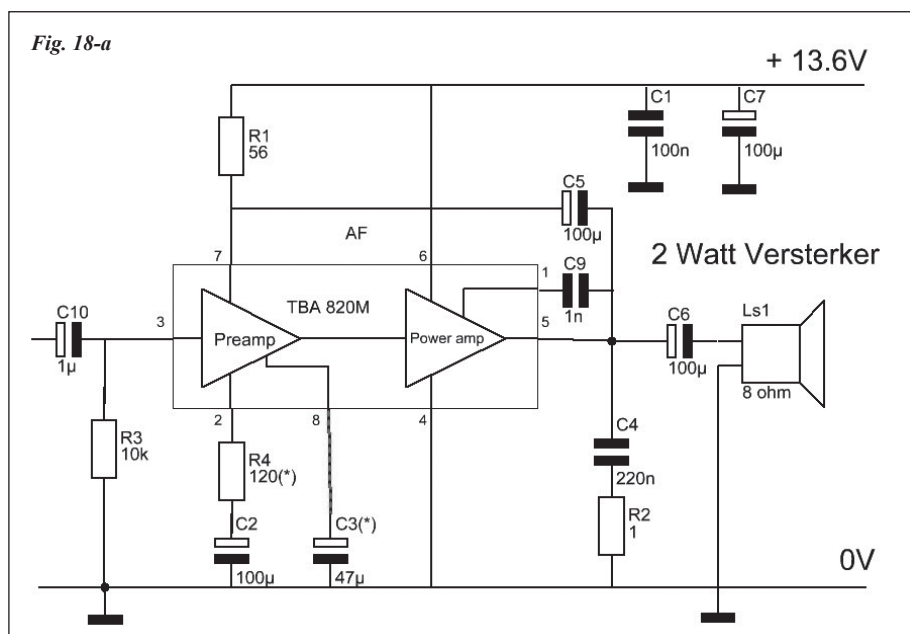 Fig. 18-a
+ 13.6V
R1
56
C1
100n
C7
100µ
C5
100µ
AF
7
6
1
C9
1n
2 Watt Versterker
TBA 820M
C10
1µ
3
Preamp
Power amp
5
C6
100µ
Ls1
8 ohm
2
8
4
R3
10k
R4
120(*)
C4
220n
C2
100µ
C3(*)
47µ
R2
1
0V